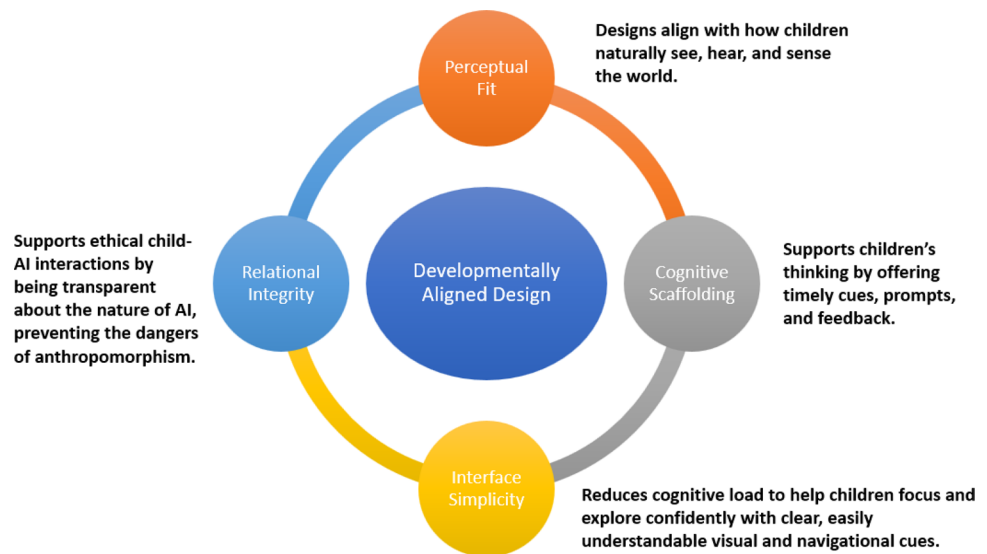 Perceptual
Fit
Designs align with how children
naturally see, hear, and sense
the world.
Supports ethical child-
AI interactions by
being transparent
about the nature of AI,
preventing the dangers
of anthropomorphism.
Relational
Integrity
Developmentally
Aligned Design
Cognitive
Scaffolding
Supports children’s
thinking by offering
timely cues, prompts,
and feedback.
Interface
Simplicity
Reduces cognitive load to help children focus and
explore confidently with clear, easily
understandable visual and navigational cues.